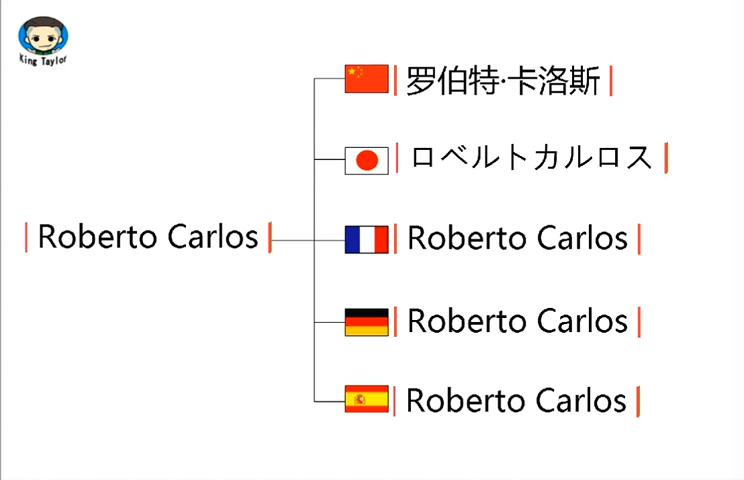 King Taylor
罗伯特·卡洛斯
ロベルトカルロス
Roberto Carlos
Roberto Carlos
Roberto Carlos
Roberto Carlos